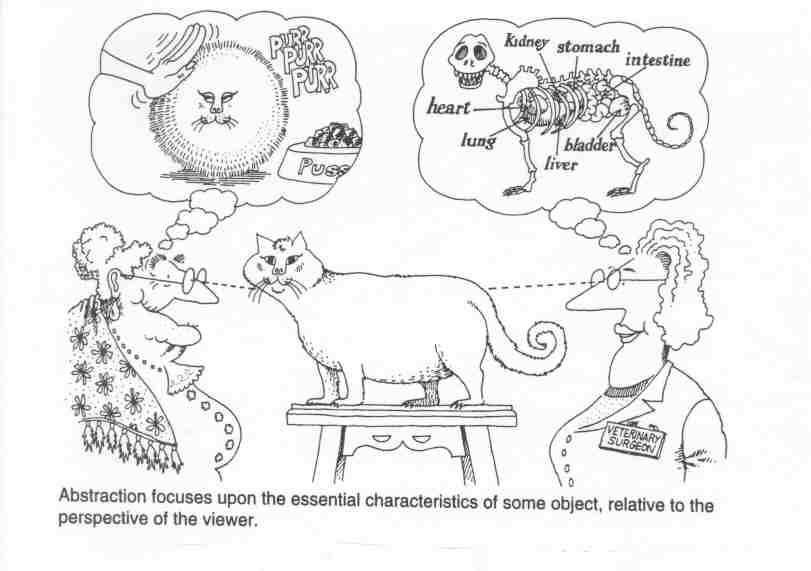 PURR
PURR
PURR
PUSS
Kidney
stomach
intestine
heart
lung
bladder
liver
VETERINARY
SURGEON
Abstraction focuses upon the essential characteristics of some object, relative to the
perspective of the viewer.